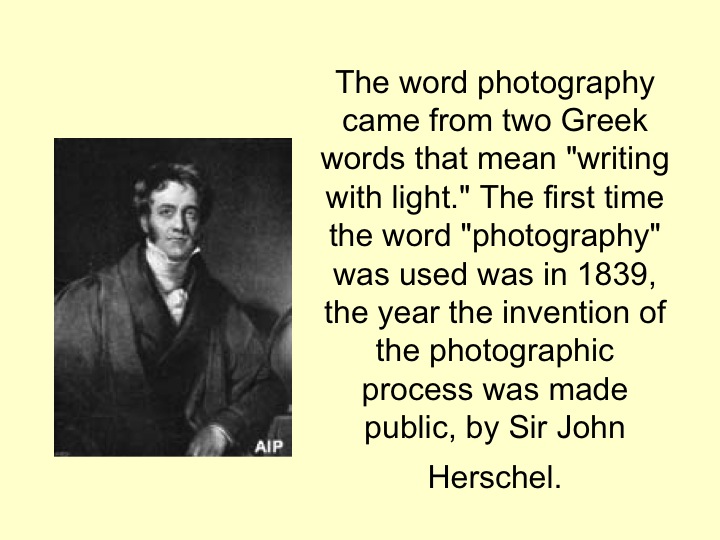 The word photography
came from two Greek
words that mean "writing
with light." The first time
the word "photography"
was used was in 1839,
the year the invention of
the photographic
process was made
public, by Sir John
Herschel.
AIP